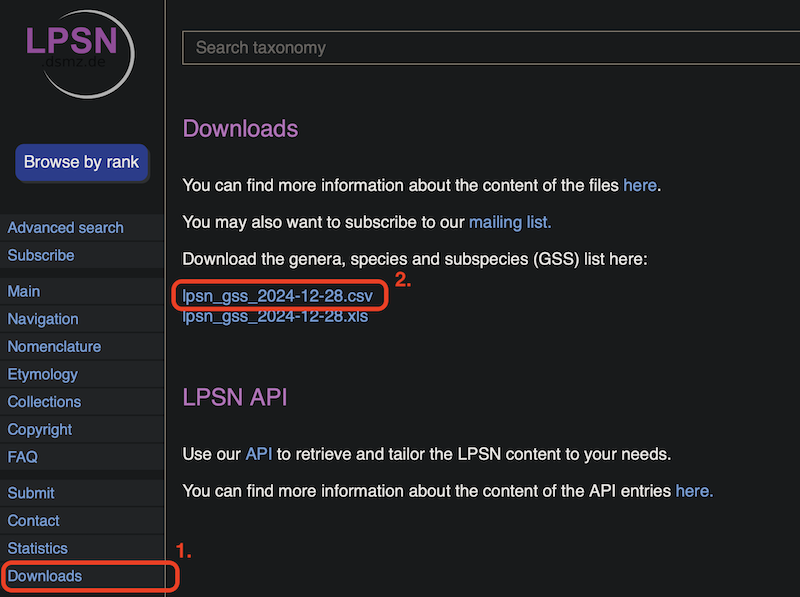 LPSN
.dsmz.de
Browse by rank
Advanced search
Subscribe
Main
Navigation
Nomenclature
Etymology
Collections
Copyright
FAQ
Submit
Contact
Statistics
Downloads
1.
Search taxonomy
Downloads
You can find more information about the content of the files here.
You may also want to subscribe to our mailing list.
Download the genera, species and subspecies (GSS) list here:
lpsn_gss_2024-12-28.csv
2.
lpsn_gss_2024-12-28.xls
LPSN API
Use our API to retrieve and tailor the LPSN content to your needs.
You can find more information about the content of the API entries here.